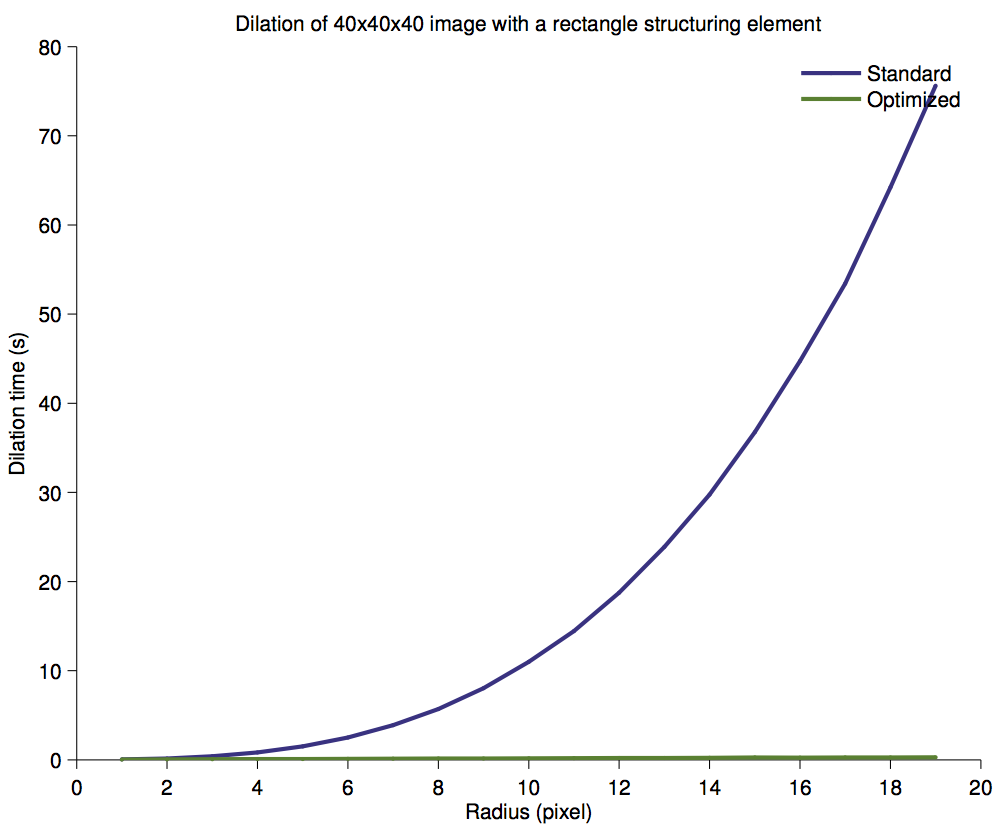 Dilation of 40x40x40 image with a rectangle structuring element
80
Standard
Optimized
70
60
50
40
Dilation time (s)
30
20
10
0
0 2 4 6 8 10 12 14 16 18 20
Radius (pixel)